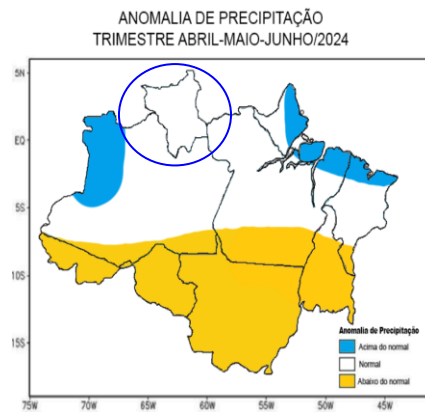 ANOMALIA DE PRECIPITAÇÃO
TRIMESTRE ABRIL-MAIO-JUNHO/2024
5N
EQ
5S
10S
15S
75W 70W 65W 60W 55W 50W 45W
Anomalia de Precipitação
Acima do normal
Normal
Abaixo do normal